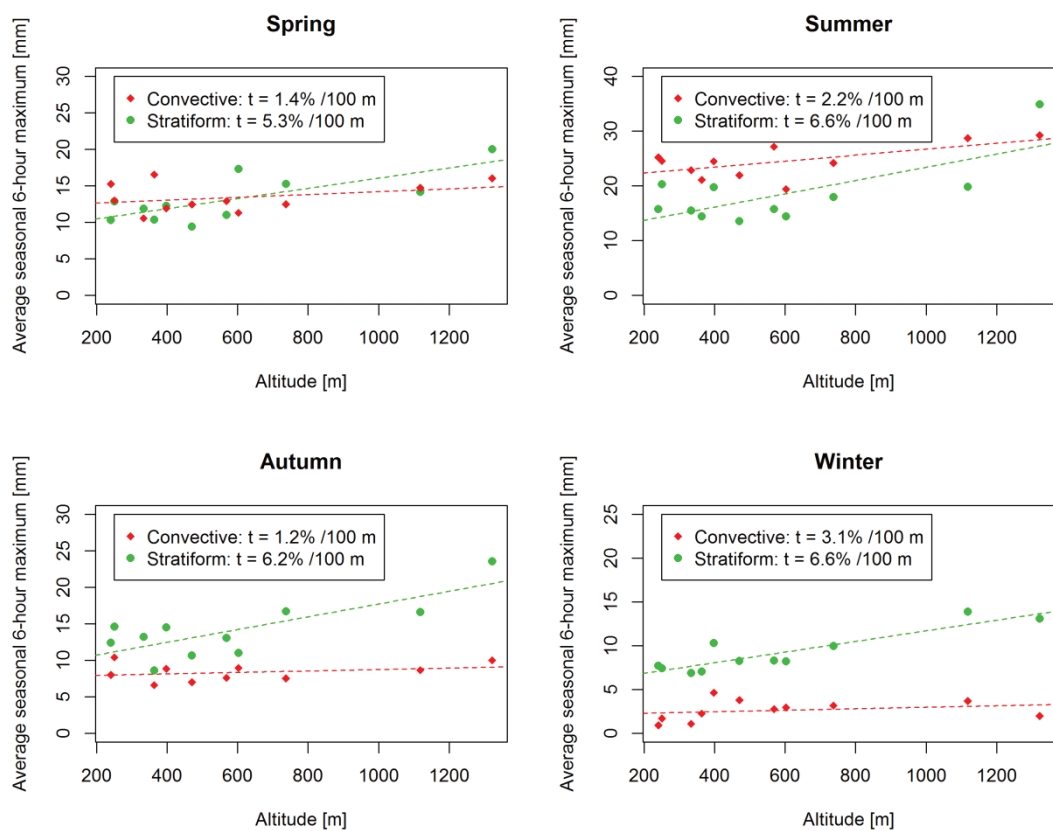 Spring
Average seasonal 6-hour maximum [mm]
30
25
20
15
10
5
0
Convective: t = 1.4% /100 m
Stratiform: t = 5.3% /100 m
200 400 600 800 1000 1200
Altitude [m]
Summer
Average seasonal 6-hour maximum [mm]
40
30
20
10
0
Convective: t = 2.2% /100 m
Stratiform: t = 6.6% /100 m
200 400 600 800 1000 1200
Altitude [m]
Autumn
Average seasonal 6-hour maximum [mm]
30
25
20
15
10
5
0
Convective: t = 1.2% /100 m
Stratiform: t = 6.2% /100 m
200 400 600 800 1000 1200
Altitude [m]
Winter
Average seasonal 6-hour maximum [mm]
25
20
15
10
5
0
Convective: t = 3.1% /100 m
Stratiform: t = 6.6% /100 m
200 400 600 800 1000 1200
Altitude [m]